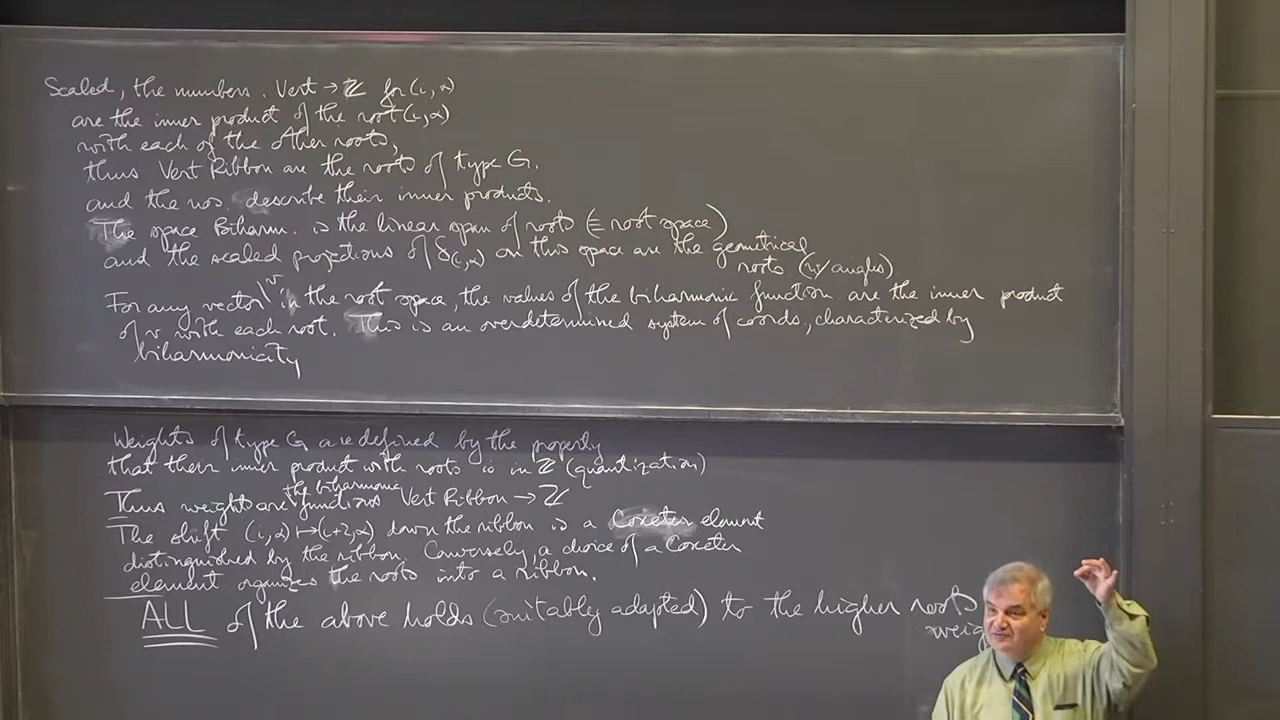 Scaled, the numbers. Vert → ℤ for (i, α)
are the inner product of the root (i, α)
with each of the other roots,
thus Vert Ribbon are the roots of type G.
and the nos. describe their inner products.
The space Biharm. is the linear span of roots (≡ root space)
and the scaled projections of δ(i,α) on this space are the geometrical
roots (w/angles)
For any vector v in the root space, the values of the biharmonic function are the inner product
of v with each root. This is an overdetermined system of coords, characterized by
biharmonicity
Weights of type G are defined by the property
that their inner product with roots is in ℤ (quantization)
Thus weights are the biharmonic functions Vert Ribbon → ℤ
The shift (i, α) ↦ (i+2, α) down the ribbon is a Coxeter element
distinguished by the ribbon. Conversely, a choice of a Coxeter
element organizes the roots into a ribbon.
ALL of the above holds (suitably adapted) to the higher roots